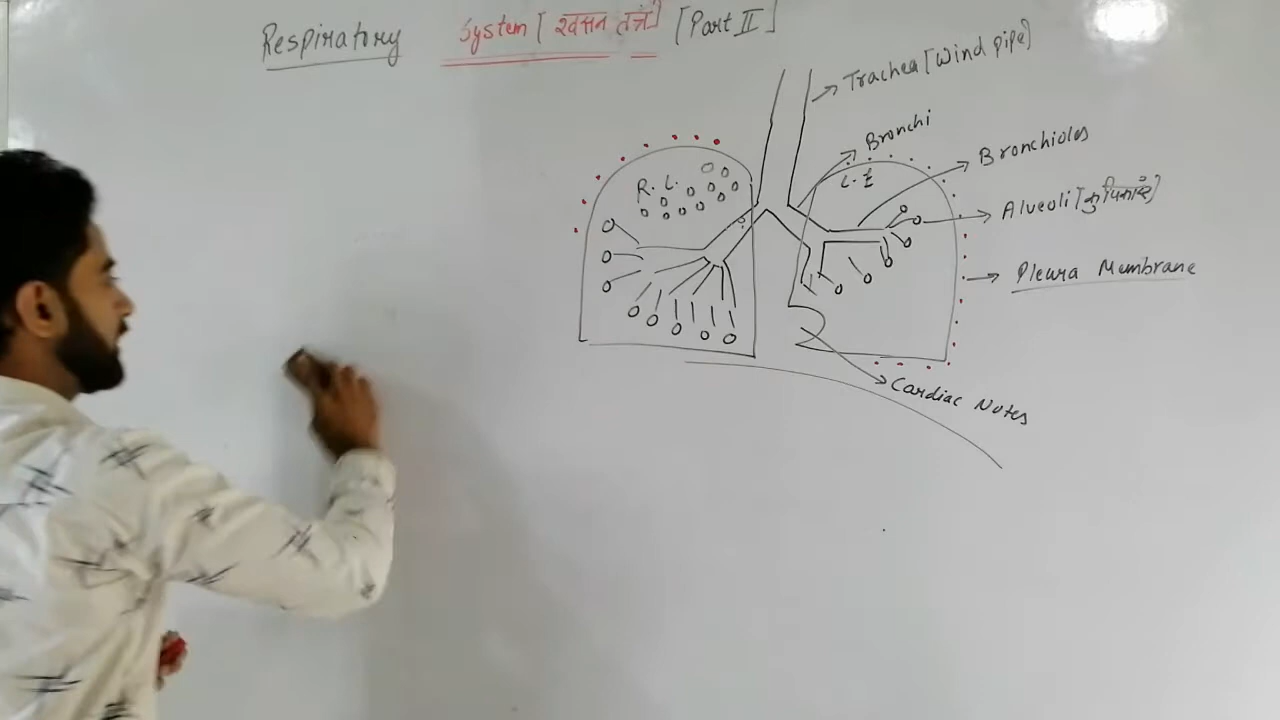 Respiratory System [श्वसन तंत्र] [Part II]
Trachea [Wind pipe]
Bronchi
Bronchioles
R. L.
L. L
Alveoli [कुपिकाएं]
Pleura Membrane
Cardiac Notes